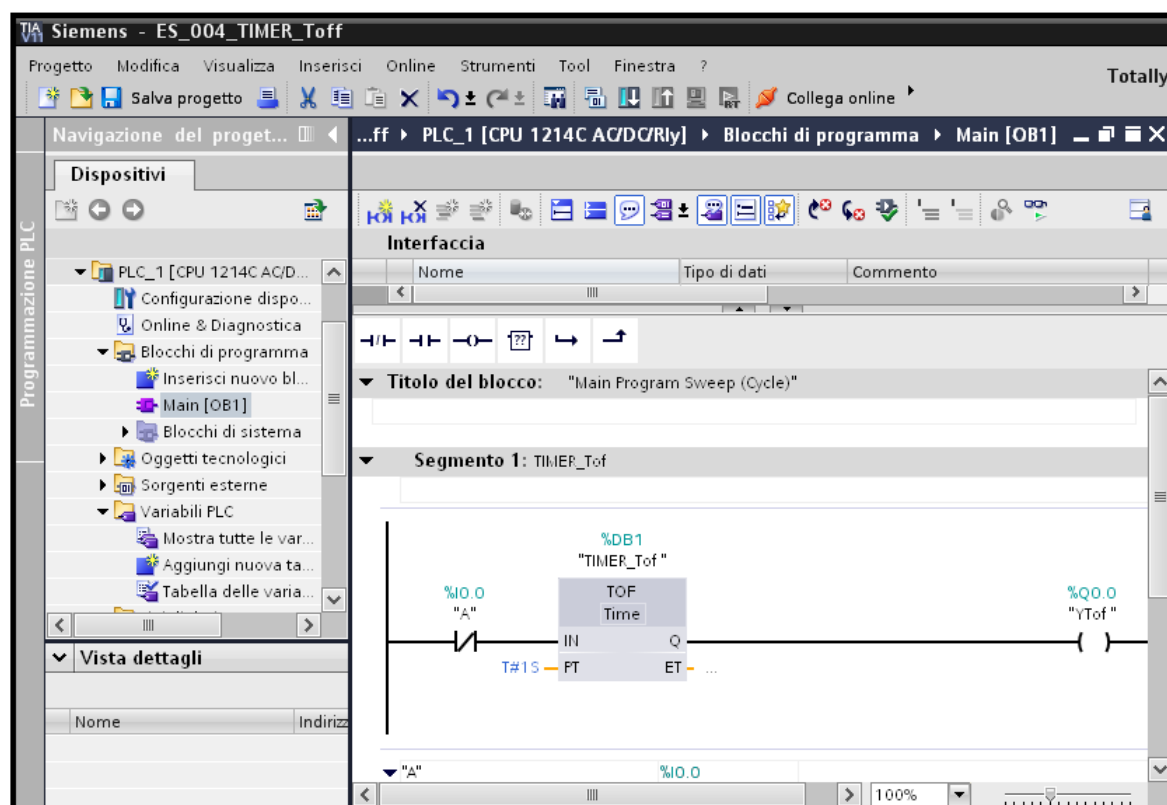 TIA V11 Siemens - ES_004_TIMER_Toff
Progetto Modifica Visualizza Inserisci Online Strumenti Tool Finestra ?
Totally
Salva progetto
Collega online
Programmazione PLC
Navigazione del proget...
...ff PLC_1 [CPU 1214C AC/DC/Rly] Blocchi di programma Main [OB1]
Dispositivi
PLC_1 [CPU 1214C AC/D...
Configurazione dispo...
Online & Diagnostica
Blocchi di programma
Inserisci nuovo bl...
Main [OB1]
Blocchi di sistema
Oggetti tecnologici
Sorgenti esterne
Variabili PLC
Mostra tutte le var...
Aggiungi nuova ta...
Tabella delle varia...
Vista dettagli
Nome Indirizz
Interfaccia
Nome Tipo di dati Commento
??
Titolo del blocco: "Main Program Sweep (Cycle)"
Segmento 1: TIMER_Tof
%DB1
"TIMER_Tof"
%I0.0
"A"
TOF
Time
IN Q
T#1S PT ET ...
%Q0.0
"YTof"
"A" %I0.0
100%